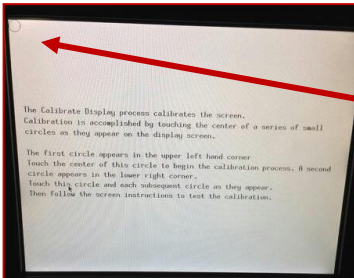 The Calibrate Display process calibrates the screen.
Calibration is accomplished by touching the center of a series of small
circles as they appear on the display screen.
The first circle appears in the upper left hand corner
Touch the center of this circle to begin the calibration process. A second
circle appears in the lower right corner.
Touch this circle and each subsequent circle as they appear.
Then follow the screen instructions to test the calibration.